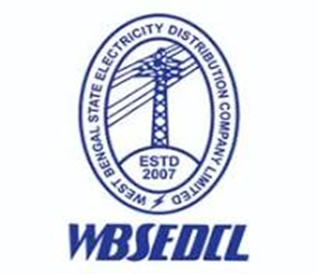 WEST BENGAL STATE ELECTRICITY DISTRIBUTION COMPANY LIMITED
ESTD
2007
WBSEDCL